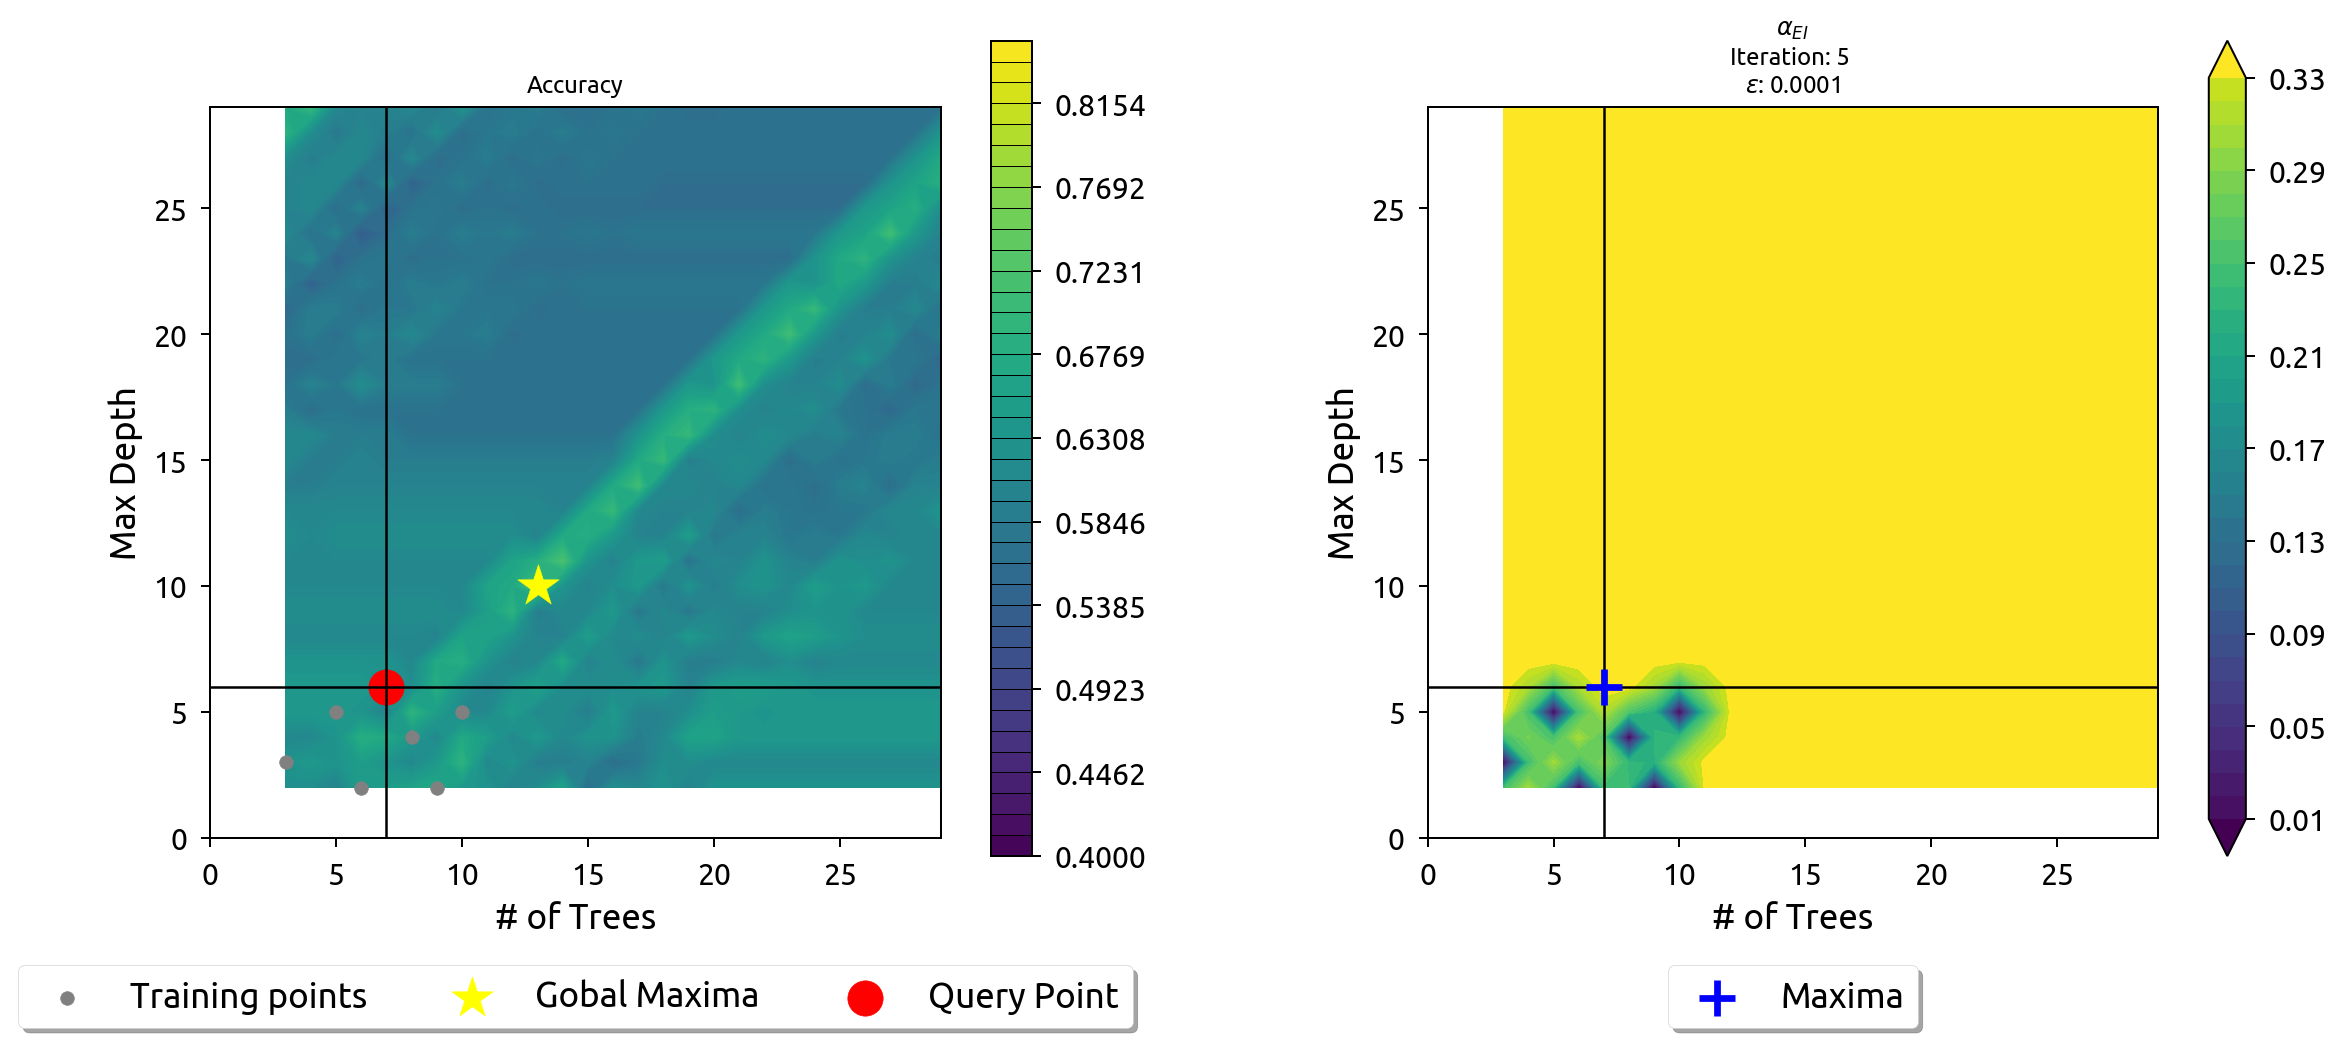 Accuracy
Max Depth
25
20
15
10
5
0
0 5 10 15 20 25
# of Trees
0.8154
0.7692
0.7231
0.6769
0.6308
0.5846
0.5385
0.4923
0.4462
0.4000
Training points
Gobal Maxima
Query Point
α_EI
Iteration: 5
ε: 0.0001
Max Depth
25
20
15
10
5
0
0 5 10 15 20 25
# of Trees
0.33
0.29
0.25
0.21
0.17
0.13
0.09
0.05
0.01
Maxima